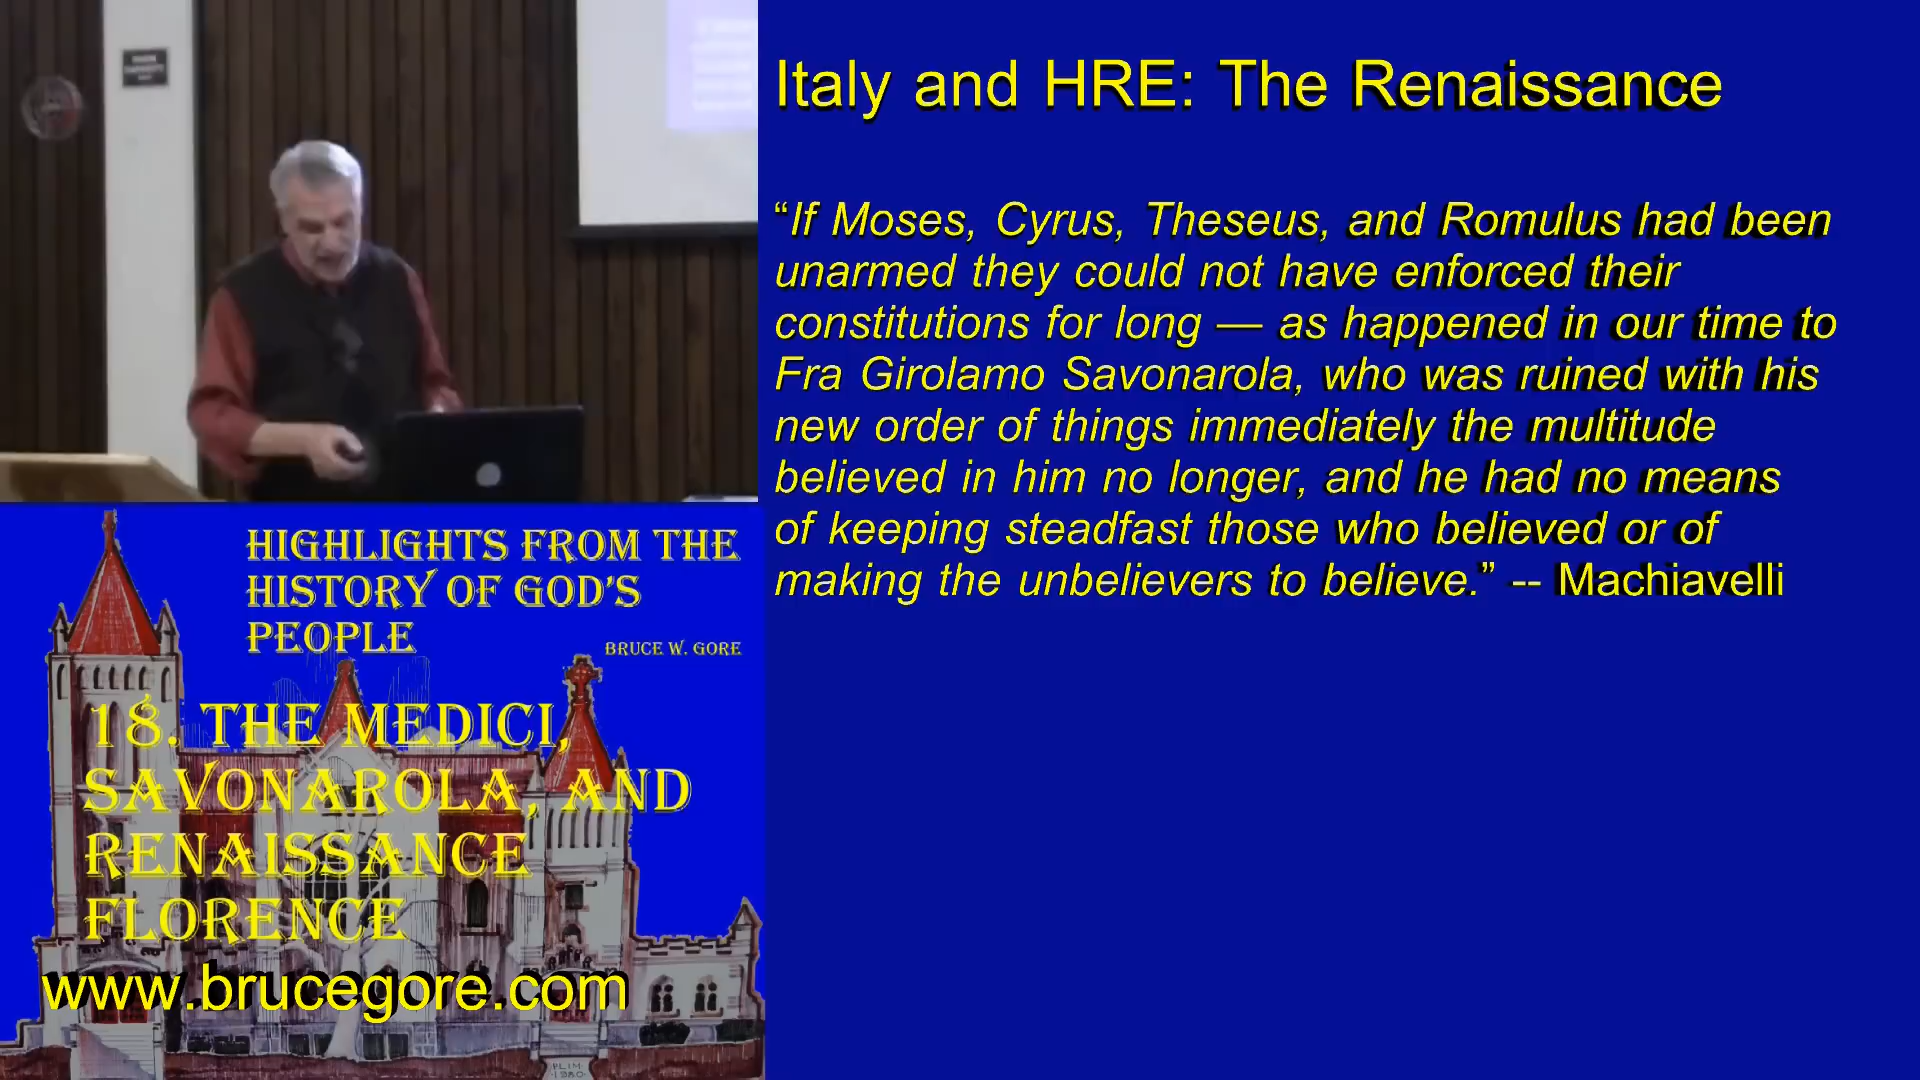 Italy and HRE: The Renaissance
“If Moses, Cyrus, Theseus, and Romulus had been
unarmed they could not have enforced their
constitutions for long — as happened in our time to
Fra Girolamo Savonarola, who was ruined with his
new order of things immediately the multitude
believed in him no longer, and he had no means
of keeping steadfast those who believed or of
making the unbelievers to believe.” -- Machiavelli
HIGHLIGHTS FROM THE
HISTORY OF GOD'S
PEOPLE
BRUCE W. GORE
18. THE MEDICI,
SAVONAROLA, AND
RENAISSANCE
FLORENCE
www.brucegore.com